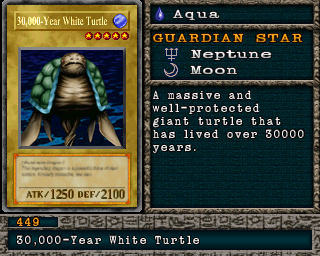 30,000-Year White Turtle
ATK/1250 DEF/2100
Aqua
GUARDIAN STAR
Neptune
Moon
A massive and
well-protected
giant turtle that
has lived over 30000
years.
449
30,000-Year White Turtle